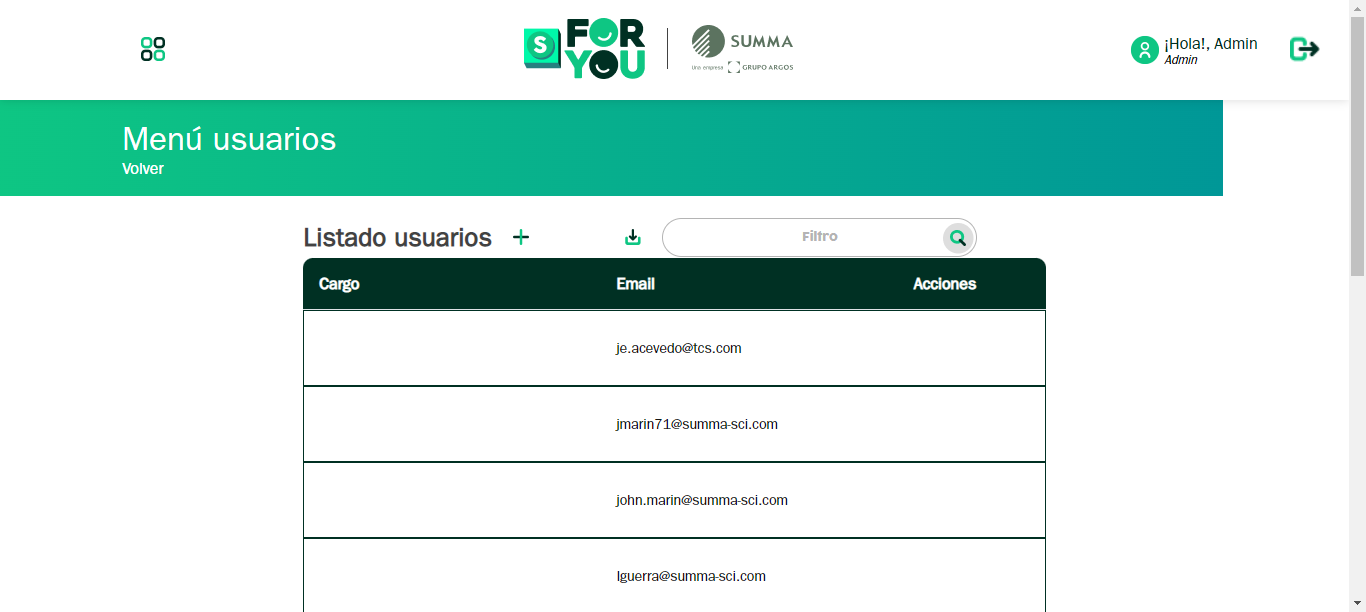 S FOR YOU
SUMMA
Una empresa GRUPO ARGOS
¡Hola!, Admin
Admin
Menú usuarios
Volver
Listado usuarios
Filtro
Cargo Email Acciones
je.acevedo@tcs.com
jmarin71@summa-sci.com
john.marin@summa-sci.com
lguerra@summa-sci.com